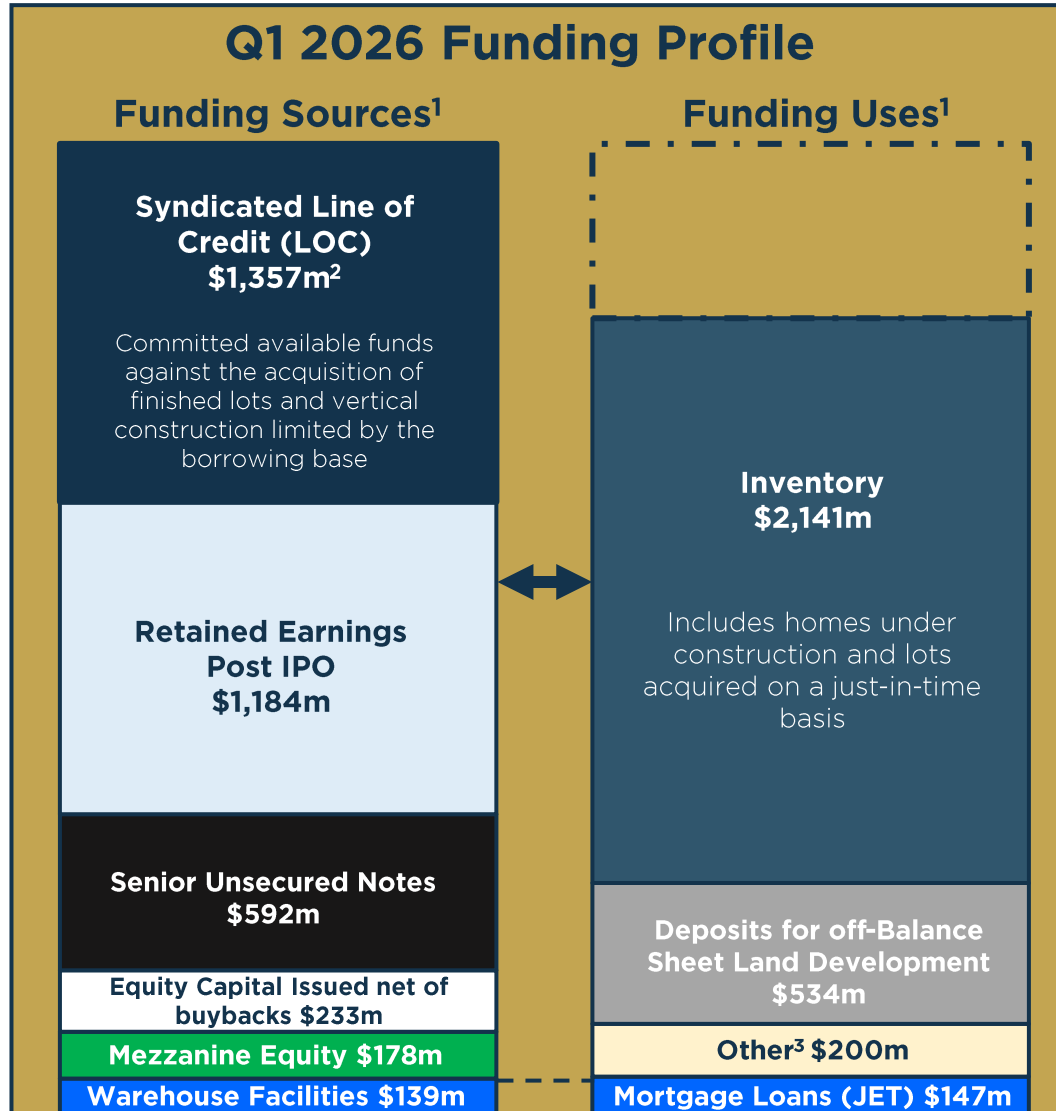 Q1 2026 Funding Profile
Funding Sources¹
Syndicated Line of
Credit (LOC)
$1,357m²
Committed available funds
against the acquisition of
finished lots and vertical
construction limited by the
borrowing base
Retained Earnings
Post IPO
$1,184m
Senior Unsecured Notes
$592m
Equity Capital Issued net of
buybacks $233m
Mezzanine Equity $178m
Warehouse Facilities $139m
Funding Uses¹
Inventory
$2,141m
Includes homes under
construction and lots
acquired on a just-in-time
basis
Deposits for off-Balance
Sheet Land Development
$534m
Other³ $200m
Mortgage Loans (JET) $147m